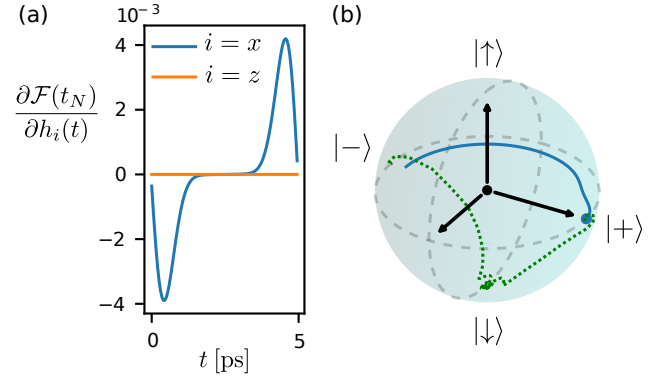 (a)
10⁻³
i = x
i = z
∂ℱ(t_N)
∂h_i(t)
4
2
0
−2
−4
0
5
t [ps]
(b)
|↑⟩
|−⟩
|+⟩
|↓⟩